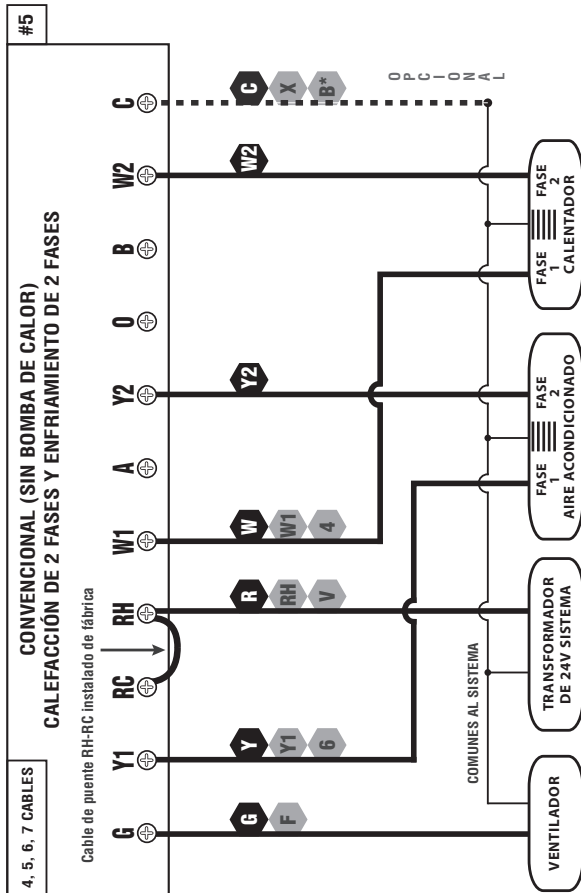 4, 5, 6, 7 CABLES
CONVENCIONAL (SIN BOMBA DE CALOR)
CALEFACCIÓN DE 2 FASES Y ENFRIAMIENTO DE 2 FASES
#5
Cable de puente RH-RC instalado de fábrica
G Y1 RC RH W1 A Y2 O B W2 C
G Y R W Y2 W2 C
F Y1 RH W1 X
6 V 4 B*
OPCIONAL
COMUNES AL SISTEMA
VENTILADOR
TRANSFORMADOR
DE 24V SISTEMA
FASE
1
FASE
2
AIRE ACONDICIONADO
FASE
1
FASE
2
CALENTADOR